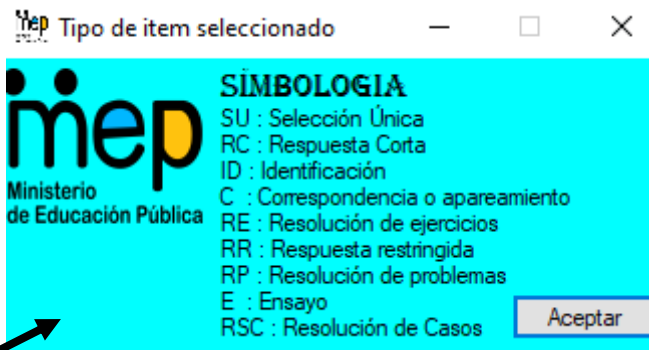 Tipo de item seleccionado
mep
Ministerio
de Educación Pública
SÍMBOLOGIA
SU : Selección Única
RC : Respuesta Corta
ID : Identificación
C : Correspondencia o apareamiento
RE : Resolución de ejercicios
RR : Respuesta restringida
RP : Resolución de problemas
E : Ensayo
RSC : Resolución de Casos
Aceptar